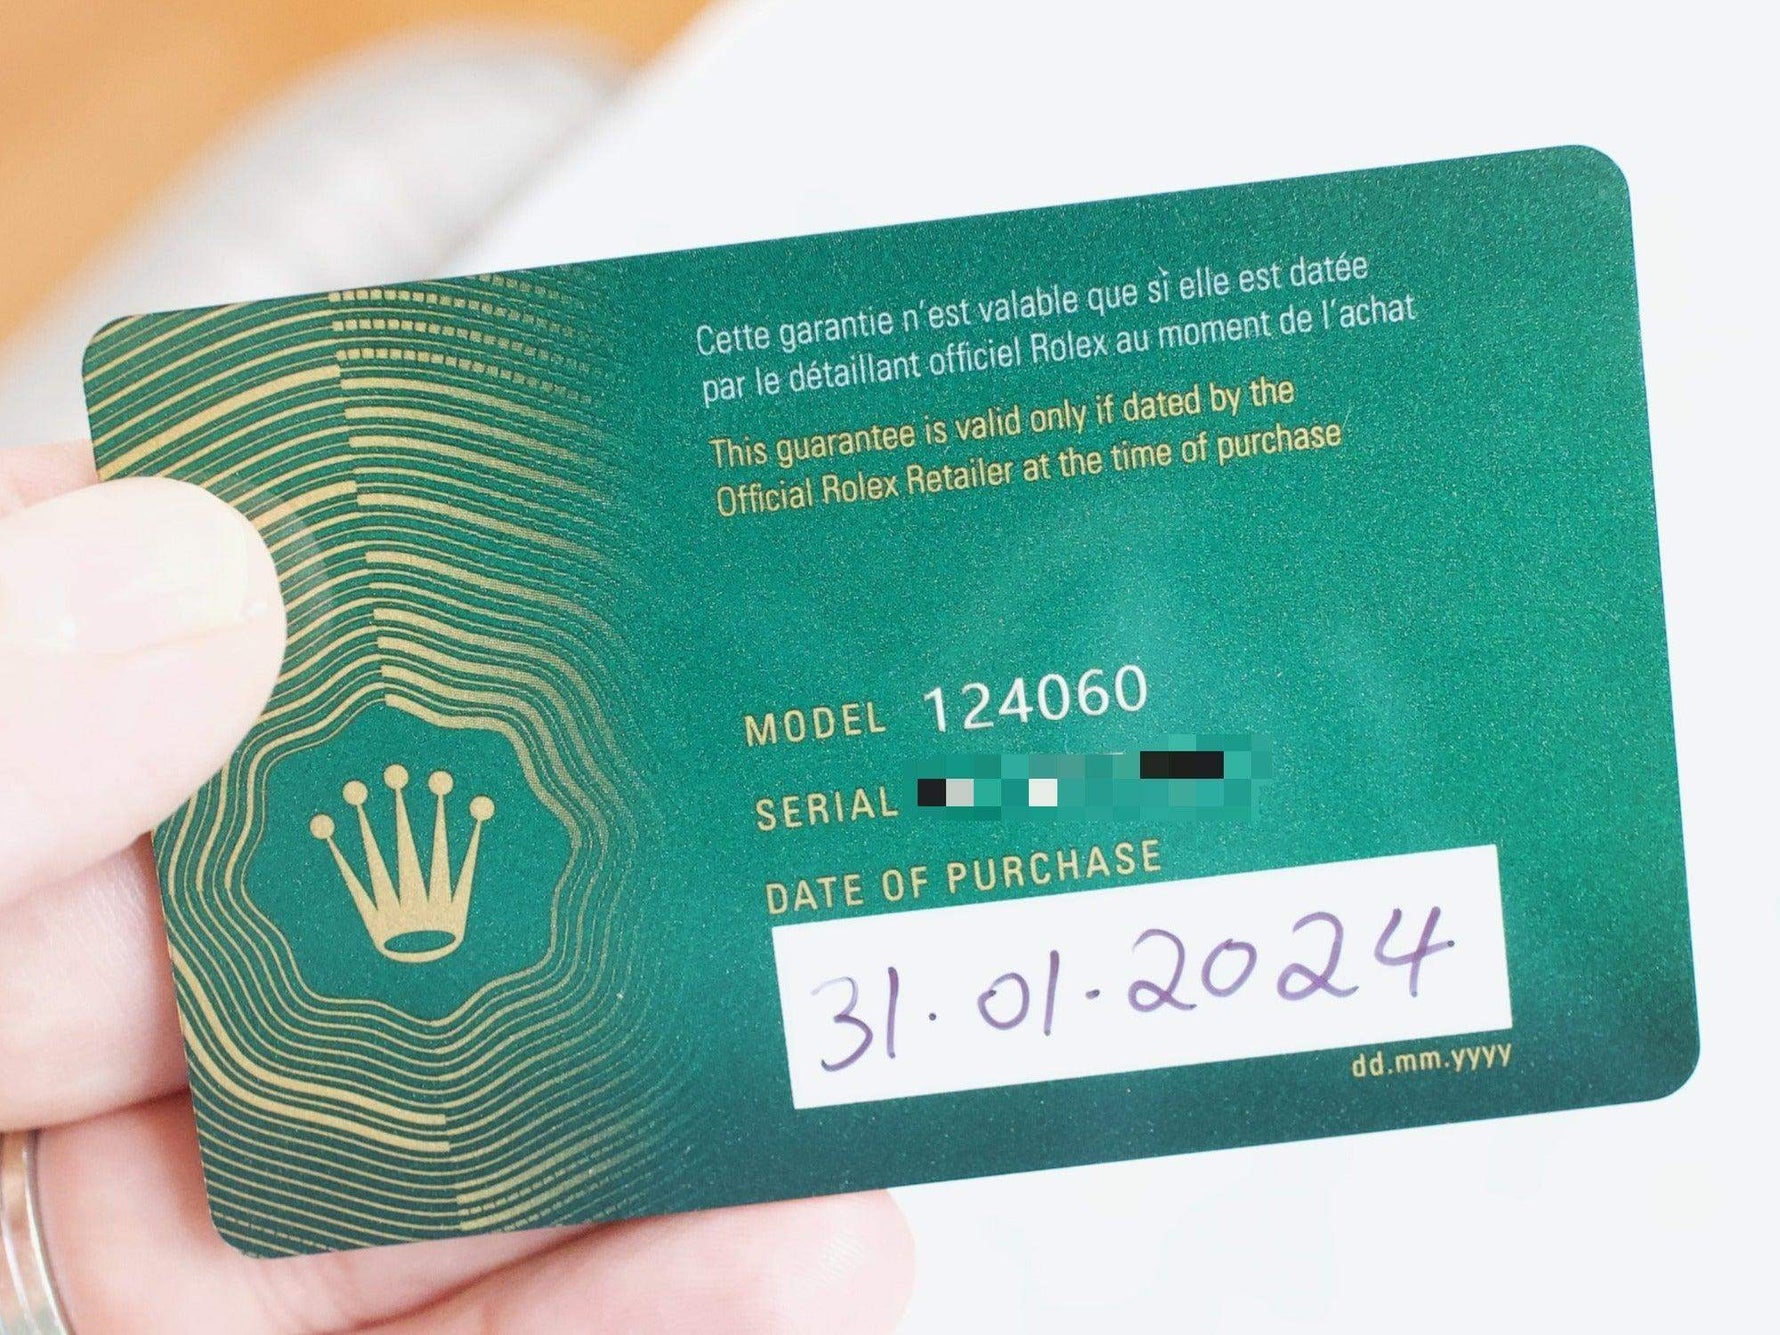 Cette garantie n'est valable que si elle est datée
par le détaillant officiel Rolex au moment de l'achat
This guarantee is valid only if dated by the
Official Rolex Retailer at the time of purchase
MODEL 124060
SERIAL
DATE OF PURCHASE
31.01.2024
dd.mm.yyyy